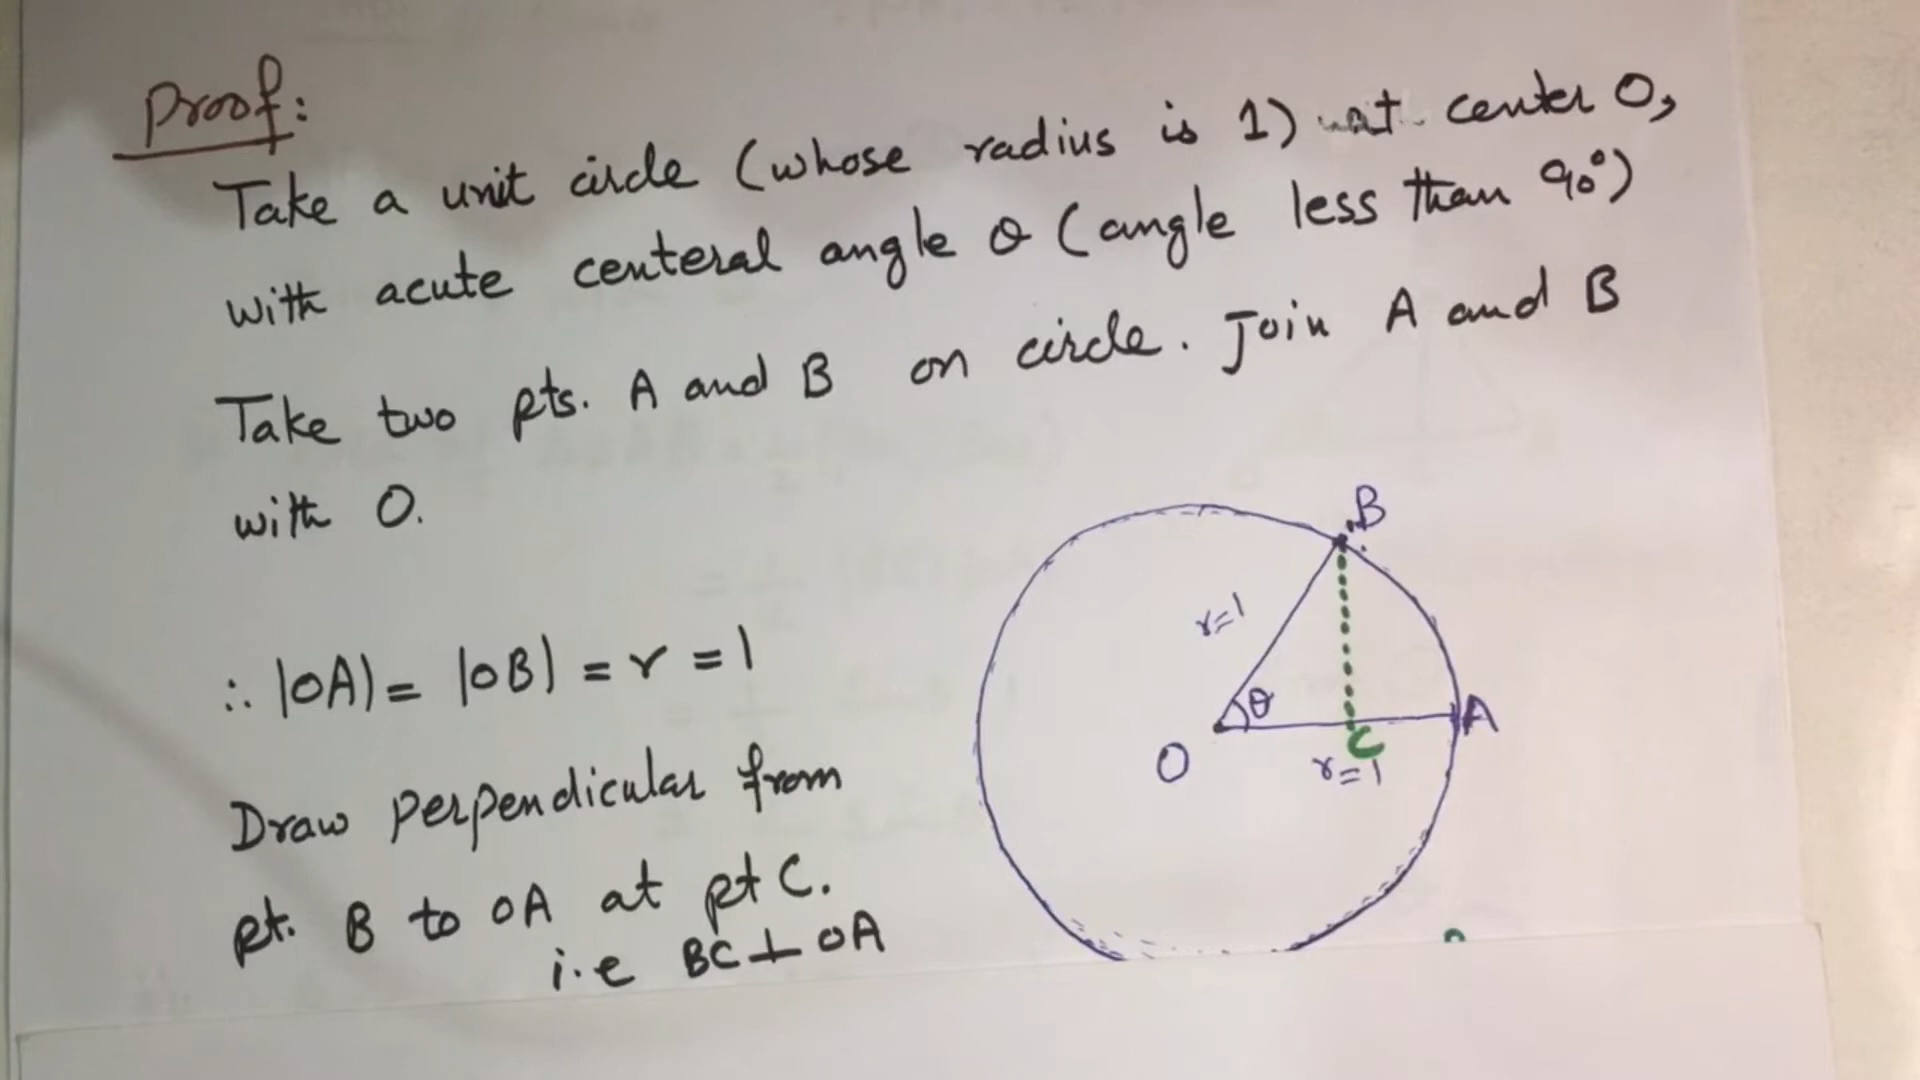 Proof:
Take a unit circle (whose radius is 1) at center O,
with acute centeral angle θ (angle less than 90°)
Take two pts. A and B on circle. Join A and B
with O.
B
r=1
θ
A
C
O
r=1
∴ |OA| = |OB| = r = 1
Draw perpendicular from
pt. B to OA at pt C.
i.e BC⊥OA